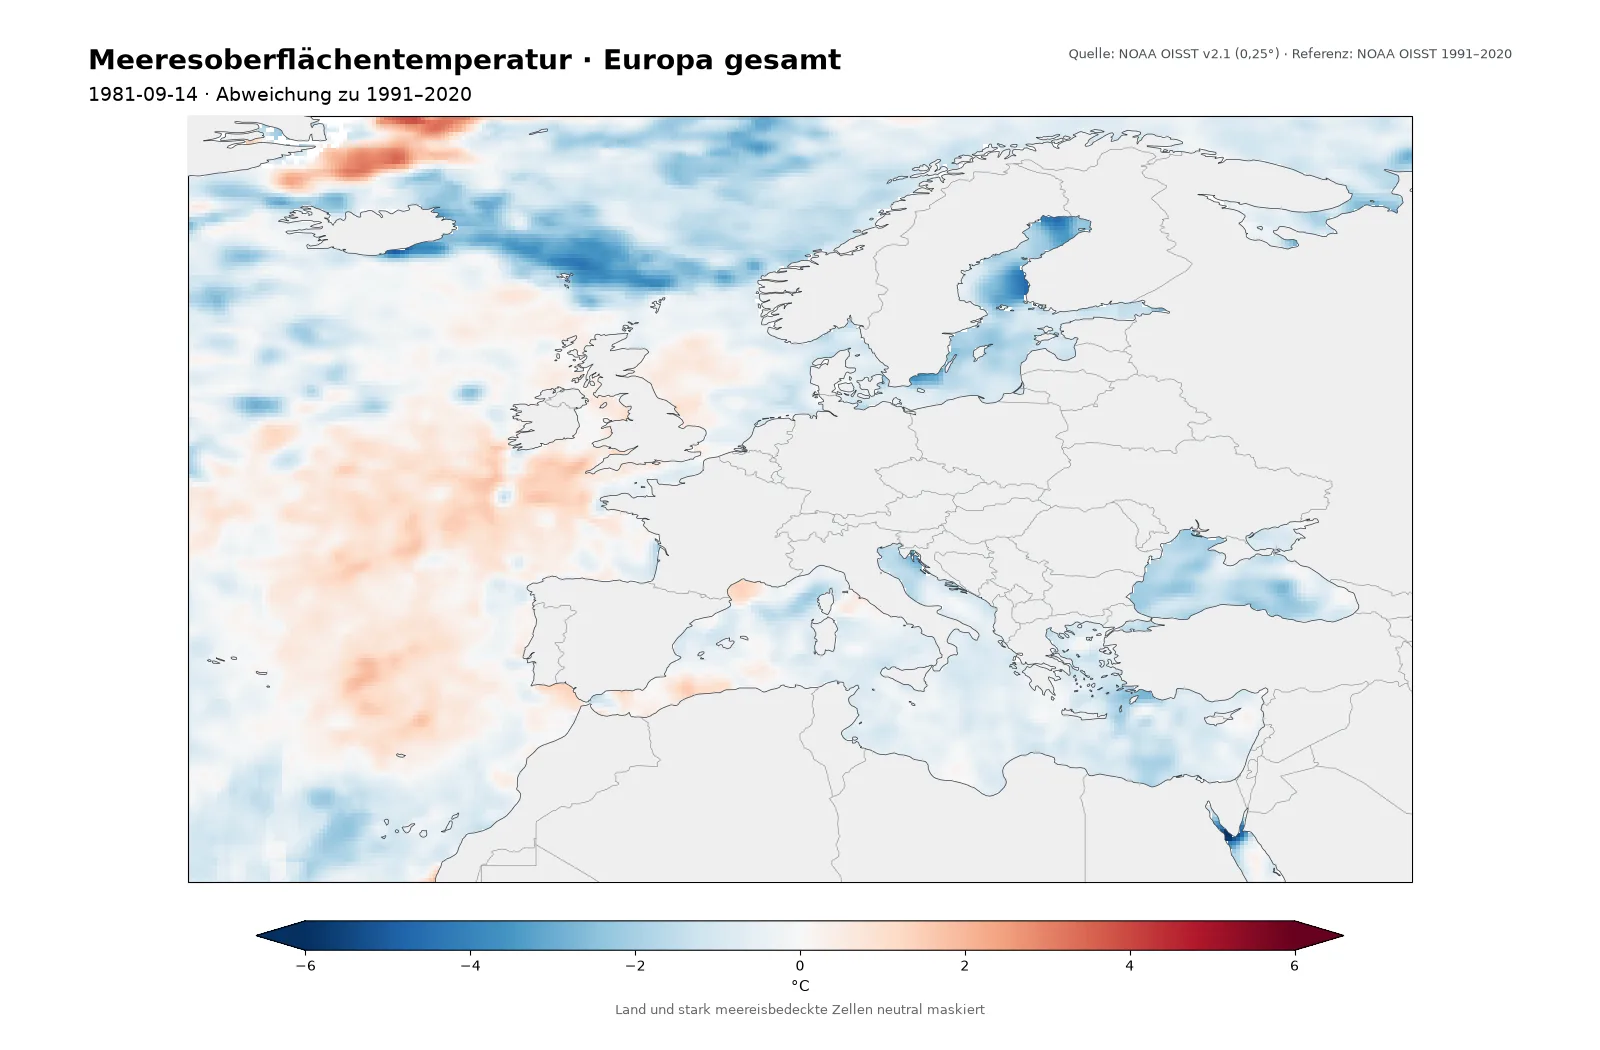 Meeresoberflächentemperatur · Europa gesamt
Quelle: NOAA OISST v2.1 (0,25°) · Referenz: NOAA OISST 1991–2020
1981-09-14 · Abweichung zu 1991–2020
−6 −4 −2 0 2 4 6
°C
Land und stark meereisbedeckte Zellen neutral maskiert